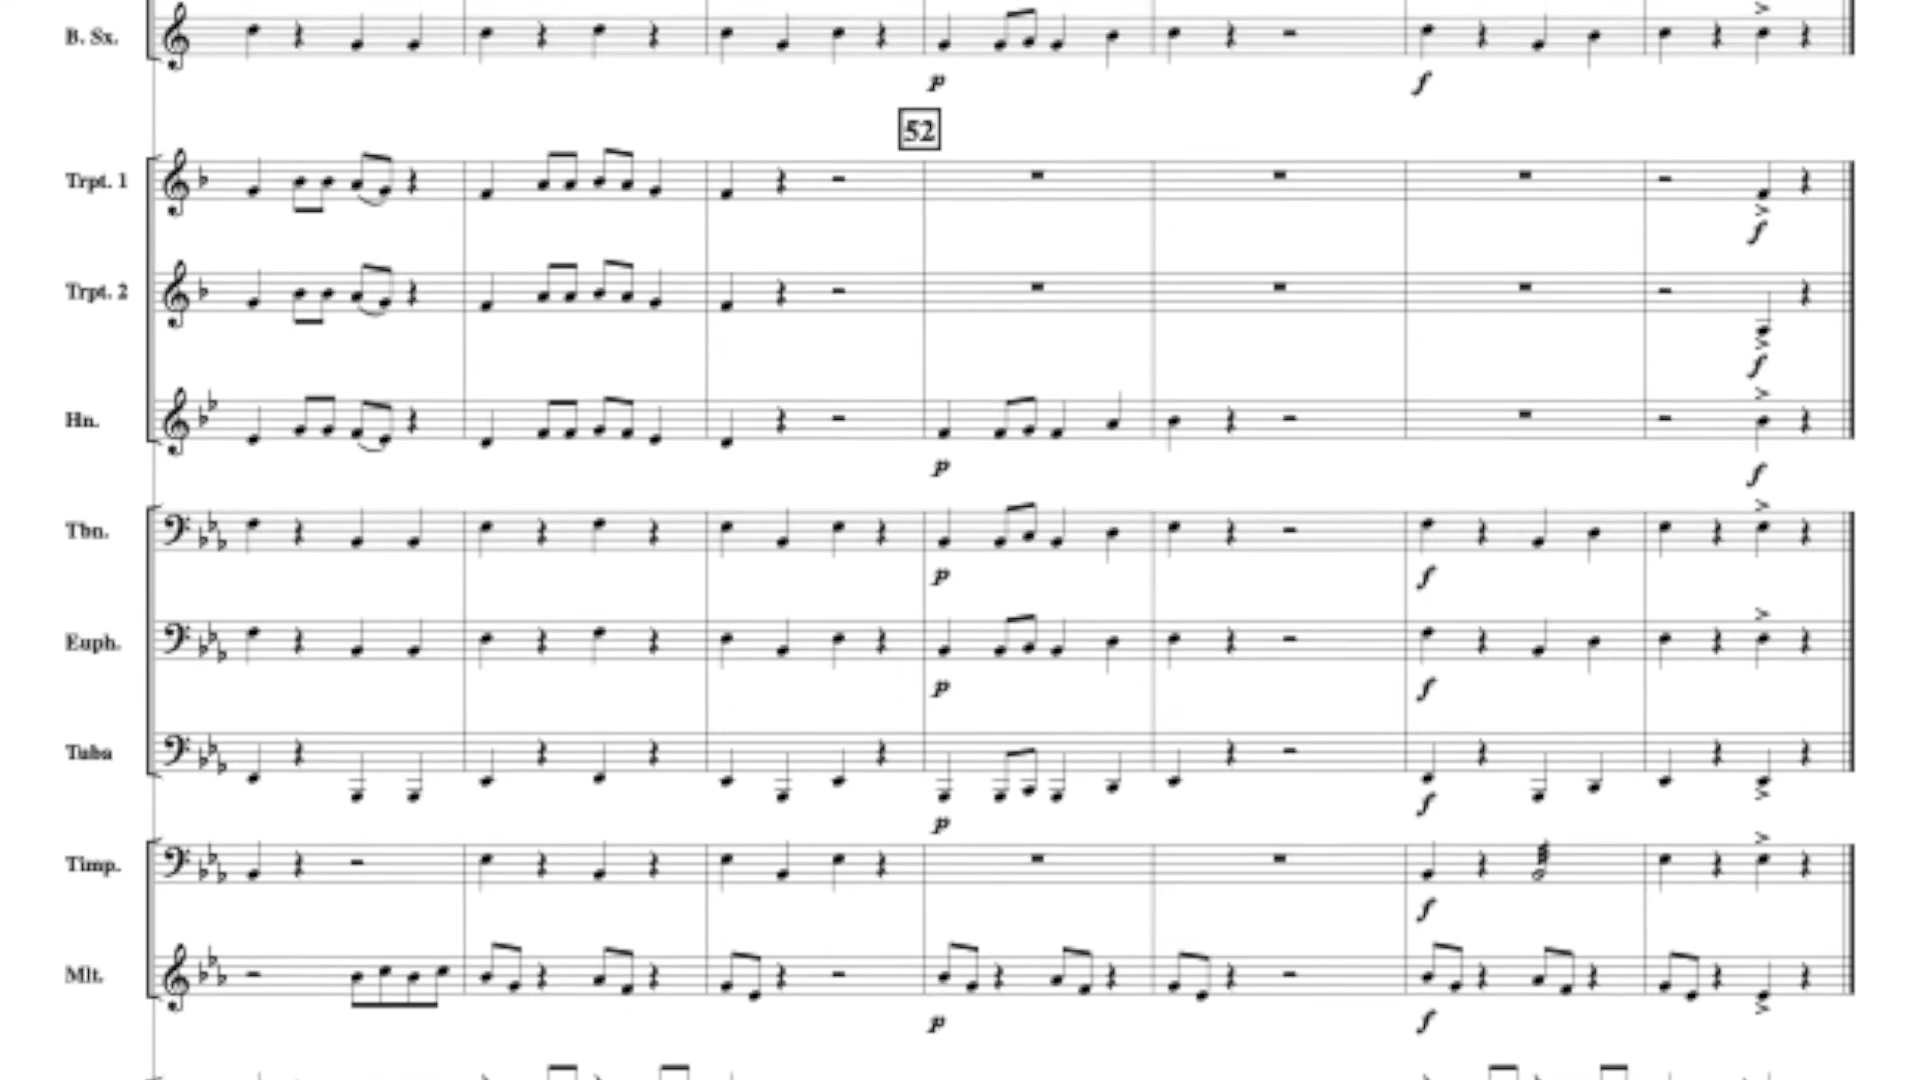 B. Sx.
p f
52
Trpt. 1
f
Trpt. 2
f
Hn.
p f
Tbn.
p f
Euph.
p f
Tuba
p f
Timp.
f
Mlt.
p f